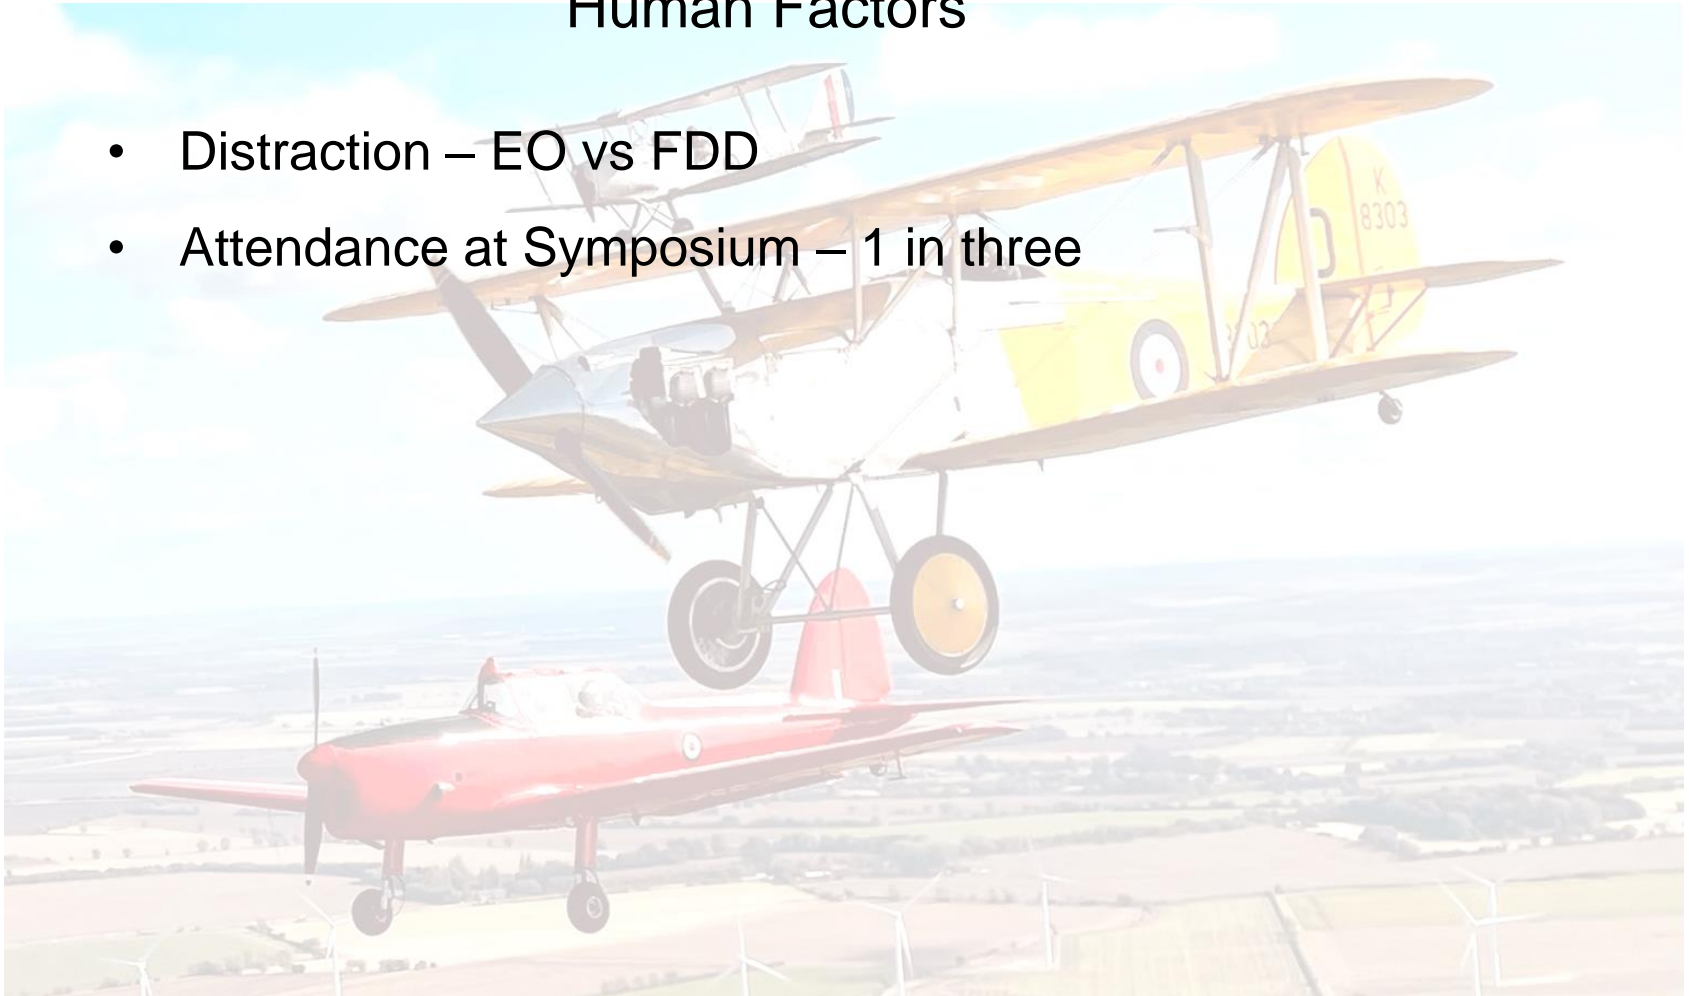 Human Factors
• Distraction – EO vs FDD
• Attendance at Symposium – 1 in three
K
8303
D